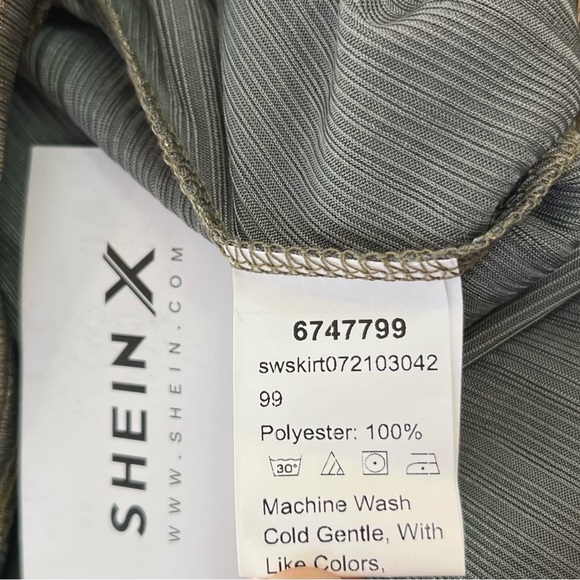 SHEIN X
WWW.SHEIN.COM
6747799
swskirt072103042
99
Polyester: 100%
30°
Machine Wash
Cold Gentle, With
Like Colors,